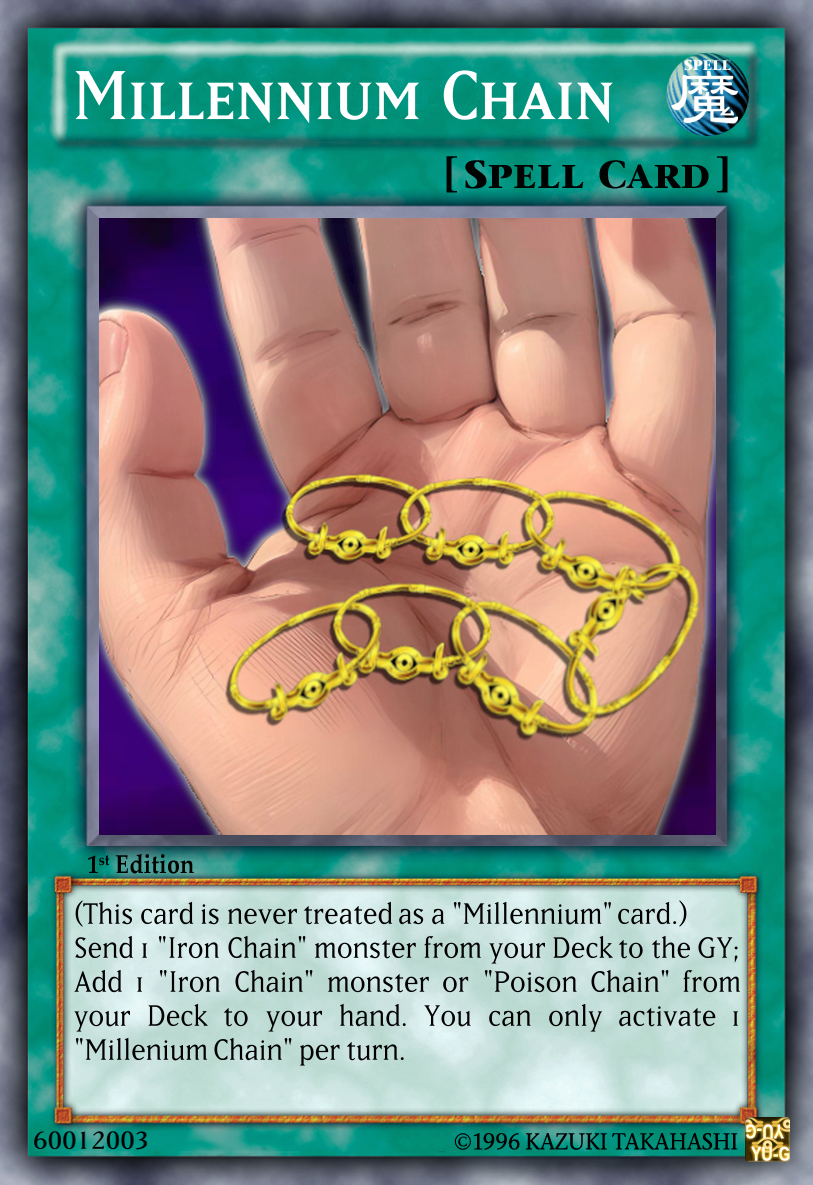 MILLENNIUM CHAIN
SPELL
魔
[SPELL CARD]
1st Edition
(This card is never treated as a "Millennium" card.)
Send 1 "Iron Chain" monster from your Deck to the GY;
Add 1 "Iron Chain" monster or "Poison Chain" from
your Deck to your hand. You can only activate 1
"Millenium Chain" per turn.
60012003
©1996 KAZUKI TAKAHASHI